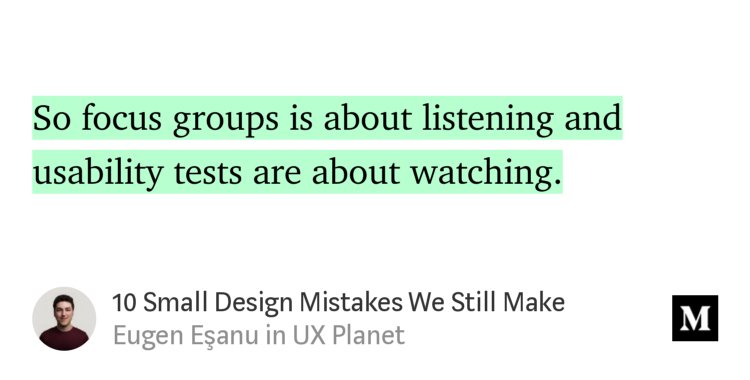 So focus groups is about listening and
usability tests are about watching.
10 Small Design Mistakes We Still Make
Eugen Eşanu in UX Planet
M